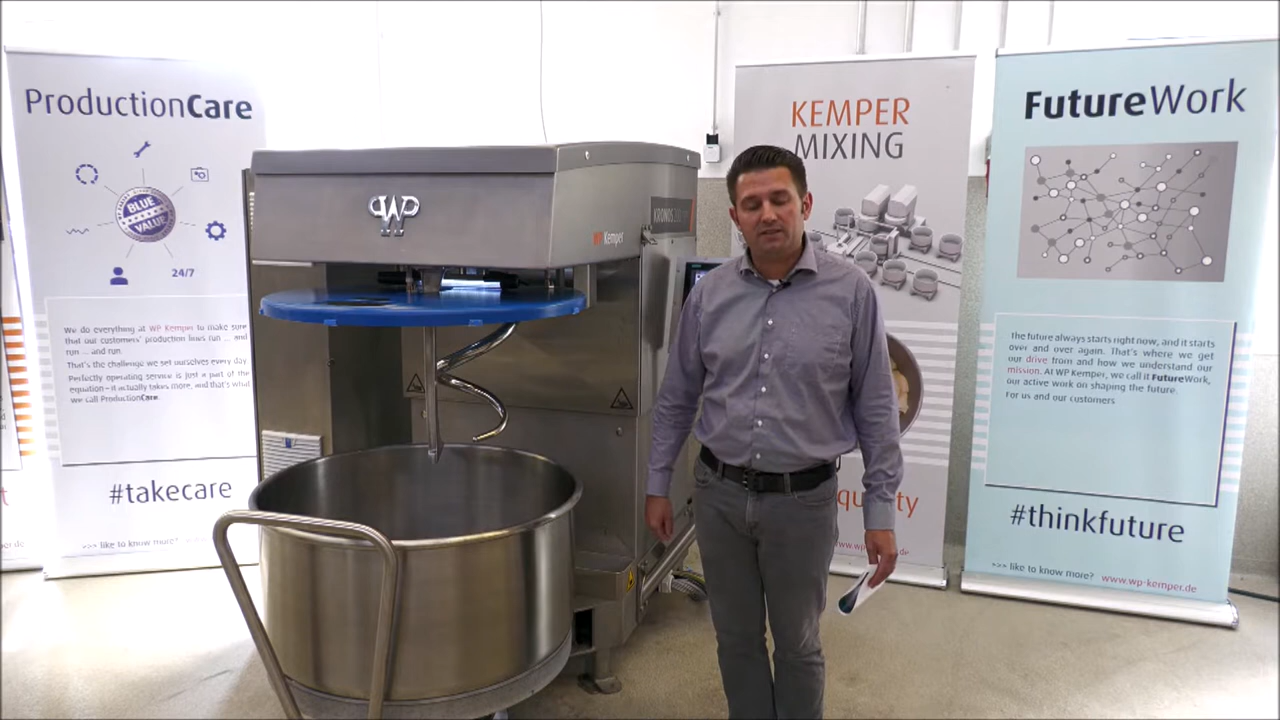 ProductionCare
BLUE
VALUE
24/7
We do everything at WP Kemper to make sure
that our customers' production lines run ... and
run ... and run.
That's the challenge we set ourselves every day.
Perfectly operating service is just a part of the
equation – it actually takes more, and that's what
we call ProductionCare.
#takecare
>>> like to know more?
WP
WP Kemper
KRONOS
KEMPER
MIXING
FutureWork
The future always starts right now, and it starts
over and over again. That's where we get
our drive from and how we understand our
mission. At WP Kemper, we call it FutureWork,
our active work on shaping the future.
For us and our customers
#thinkfuture
>>> like to know more? www.wp-kemper.de